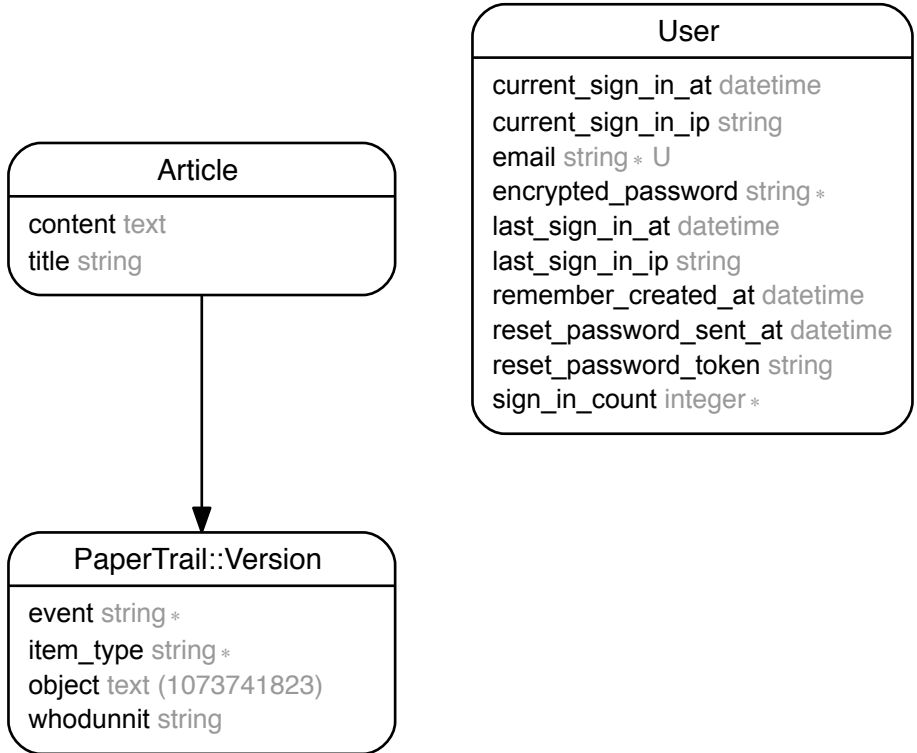 Article
content text
title string
PaperTrail::Version
event string *
item_type string *
object text (1073741823)
whodunnit string
User
current_sign_in_at datetime
current_sign_in_ip string
email string * U
encrypted_password string *
last_sign_in_at datetime
last_sign_in_ip string
remember_created_at datetime
reset_password_sent_at datetime
reset_password_token string
sign_in_count integer *